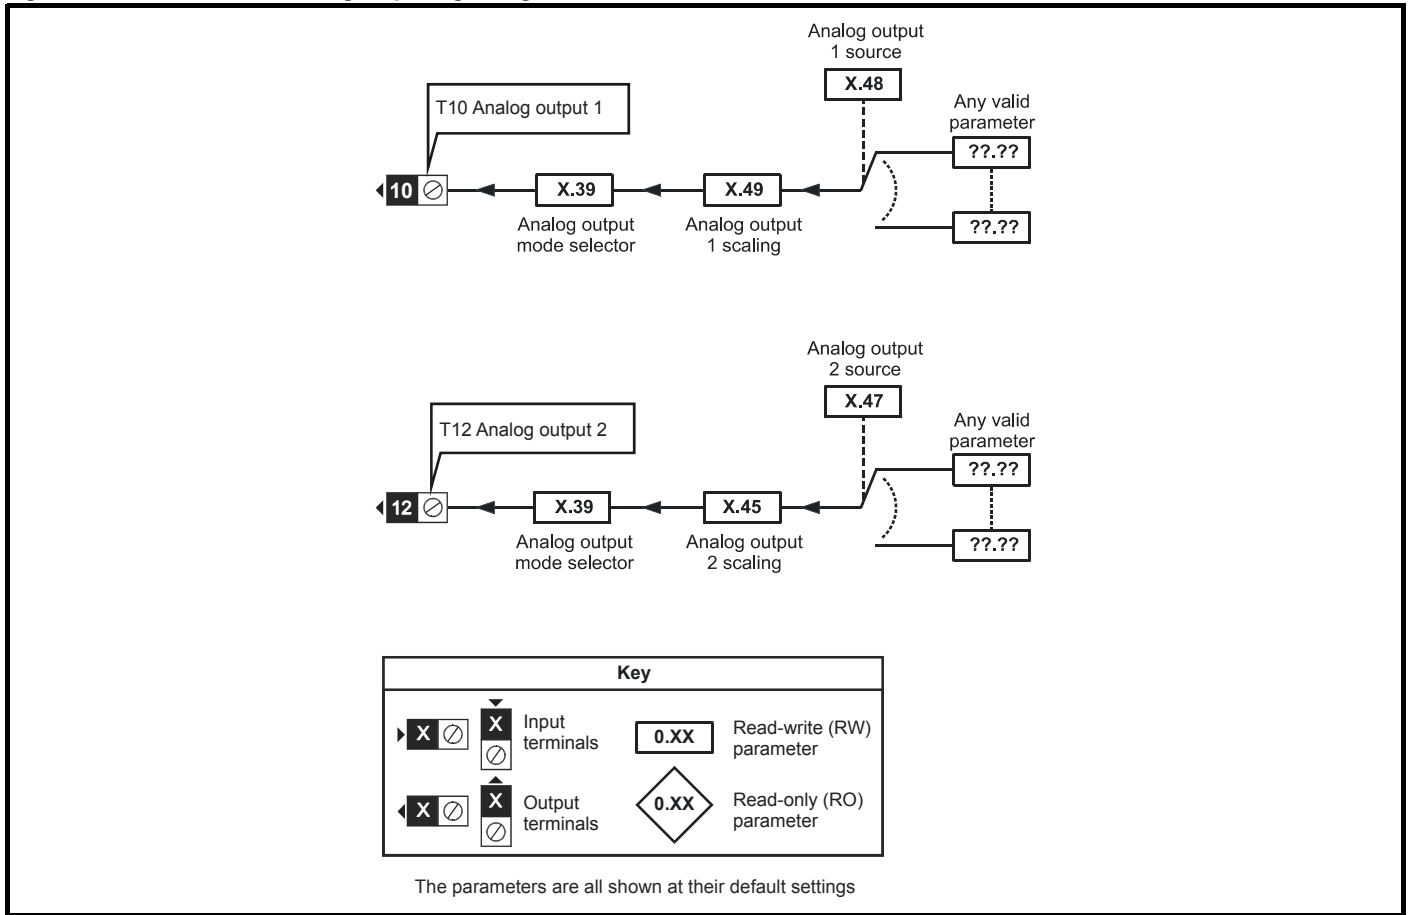 Analog output
1 source
X.48
Any valid
parameter
??.??
T10 Analog output 1
10
X.39
X.49
??.??
Analog output
mode selector
Analog output
1 scaling
Analog output
2 source
X.47
Any valid
parameter
??.??
T12 Analog output 2
12
X.39
X.45
??.??
Analog output
mode selector
Analog output
2 scaling
Key
X
X
Input
terminals
0.XX
Read-write (RW)
parameter
X
X
Output
terminals
0.XX
Read-only (RO)
parameter
The parameters are all shown at their default settings